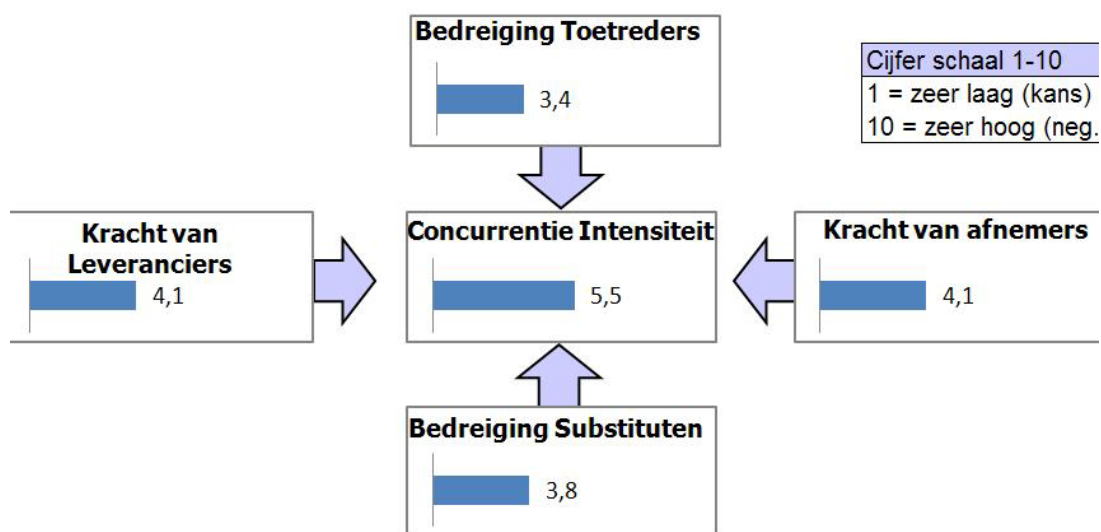 Bedreiging Toetreders
3,4
Cijfer schaal 1-10
1 = zeer laag (kans)
10 = zeer hoog (neg.
Kracht van
Leveranciers
4,1
Concurrentie Intensiteit
5,5
Kracht van afnemers
4,1
Bedreiging Substituten
3,8